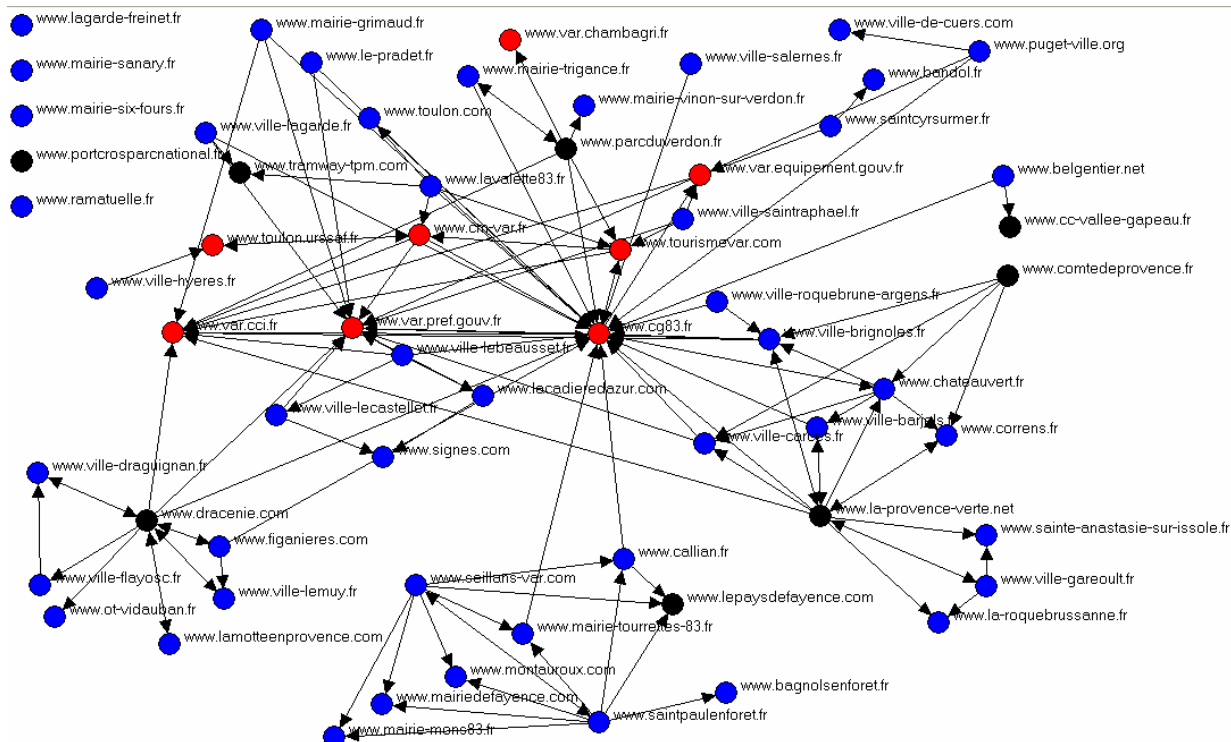 www.lagarde-freinet.fr
www.mairie-grimaud.fr
www.var.chambagri.fr
www.ville-de-cuers.com
www.puget-ville.org
www.le-pradet.fr
www.ville-salernes.fr
www.mairie-sanary.fr
www.mairie-trigance.fr
www.bandol.fr
www.mairie-vinon-sur-verdon.fr
www.mairie-six-fours.fr
www.toulon.com
www.saintcyrsurmer.fr
www.ville-lagarde.fr
www.parcduverdon.fr
www.portcrosparcnational.fr
www.tramway-tpm.com
www.var.equipement.gouv.fr
www.belgentier.net
www.lavalette83.fr
www.ramatuelle.fr
www.ville-saintraphael.fr
www.cc-vallee-gapeau.fr
www.cm-var.fr
www.toulon.urssaf.fr
www.tourismevar.com
www.comtedeprovence.fr
www.ville-hyeres.fr
www.ville-roquebrune-argens.fr
www.var.cci.fr
www.var.pref.gouv.fr
www.cg83.fr
www.ville-brignoles.fr
www.ville-lebeausset.fr
www.lacadieredazur.com
www.chateauvert.fr
www.ville-lecastellet.fr
www.ville-barjols.fr
www.ville-carces.fr
www.correns.fr
www.signes.com
www.ville-draguignan.fr
www.dracenie.com
www.la-provence-verte.net
www.sainte-anastasie-sur-issole.fr
www.figanieres.com
www.callian.fr
www.ville-flayosc.fr
www.seillans-var.com
www.ville-gareoult.fr
www.ville-lemuy.fr
www.lepaysdefayence.com
www.ot-vidauban.fr
www.la-roquebrussanne.fr
www.mairie-tourrettes-83.fr
www.lamotteenprovence.com
www.montauroux.com
www.bagnolsenforet.fr
www.mairiedefayence.com
www.saintpaulenforet.fr
www.mairie-mons83.fr